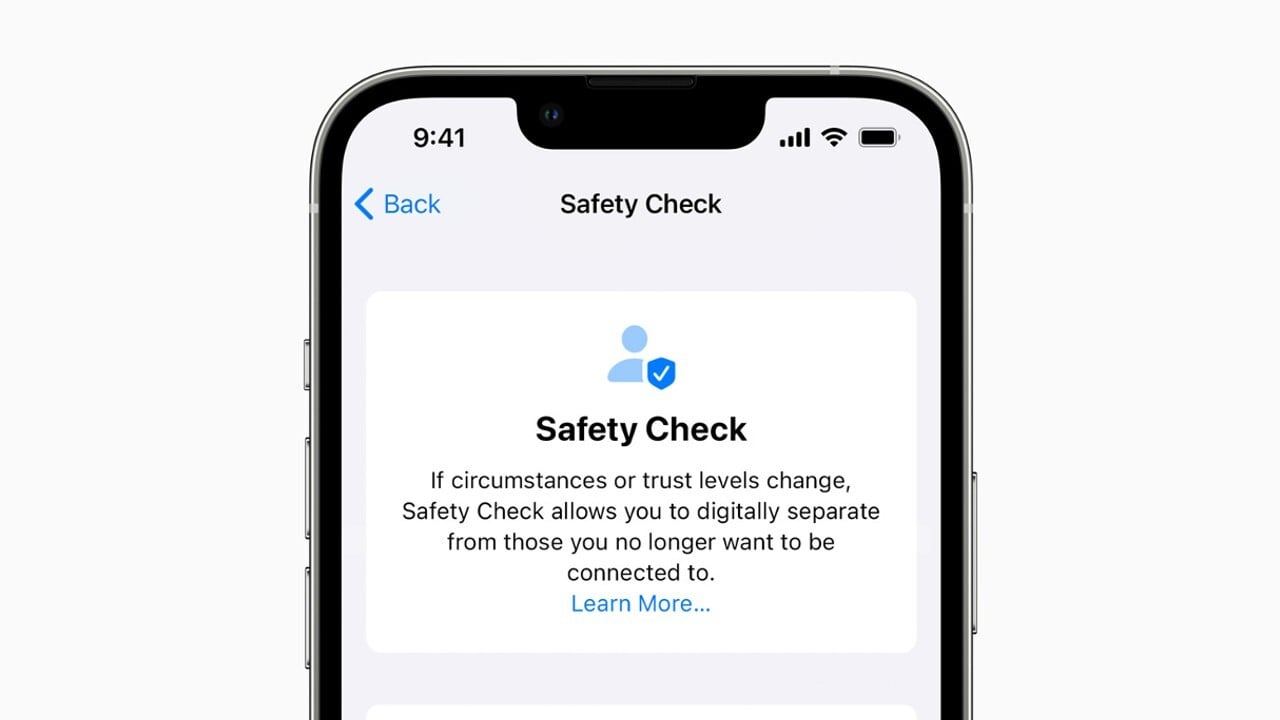 9:41
Back
Safety Check
Safety Check
If circumstances or trust levels change,
Safety Check allows you to digitally separate
from those you no longer want to be
connected to.
Learn More...